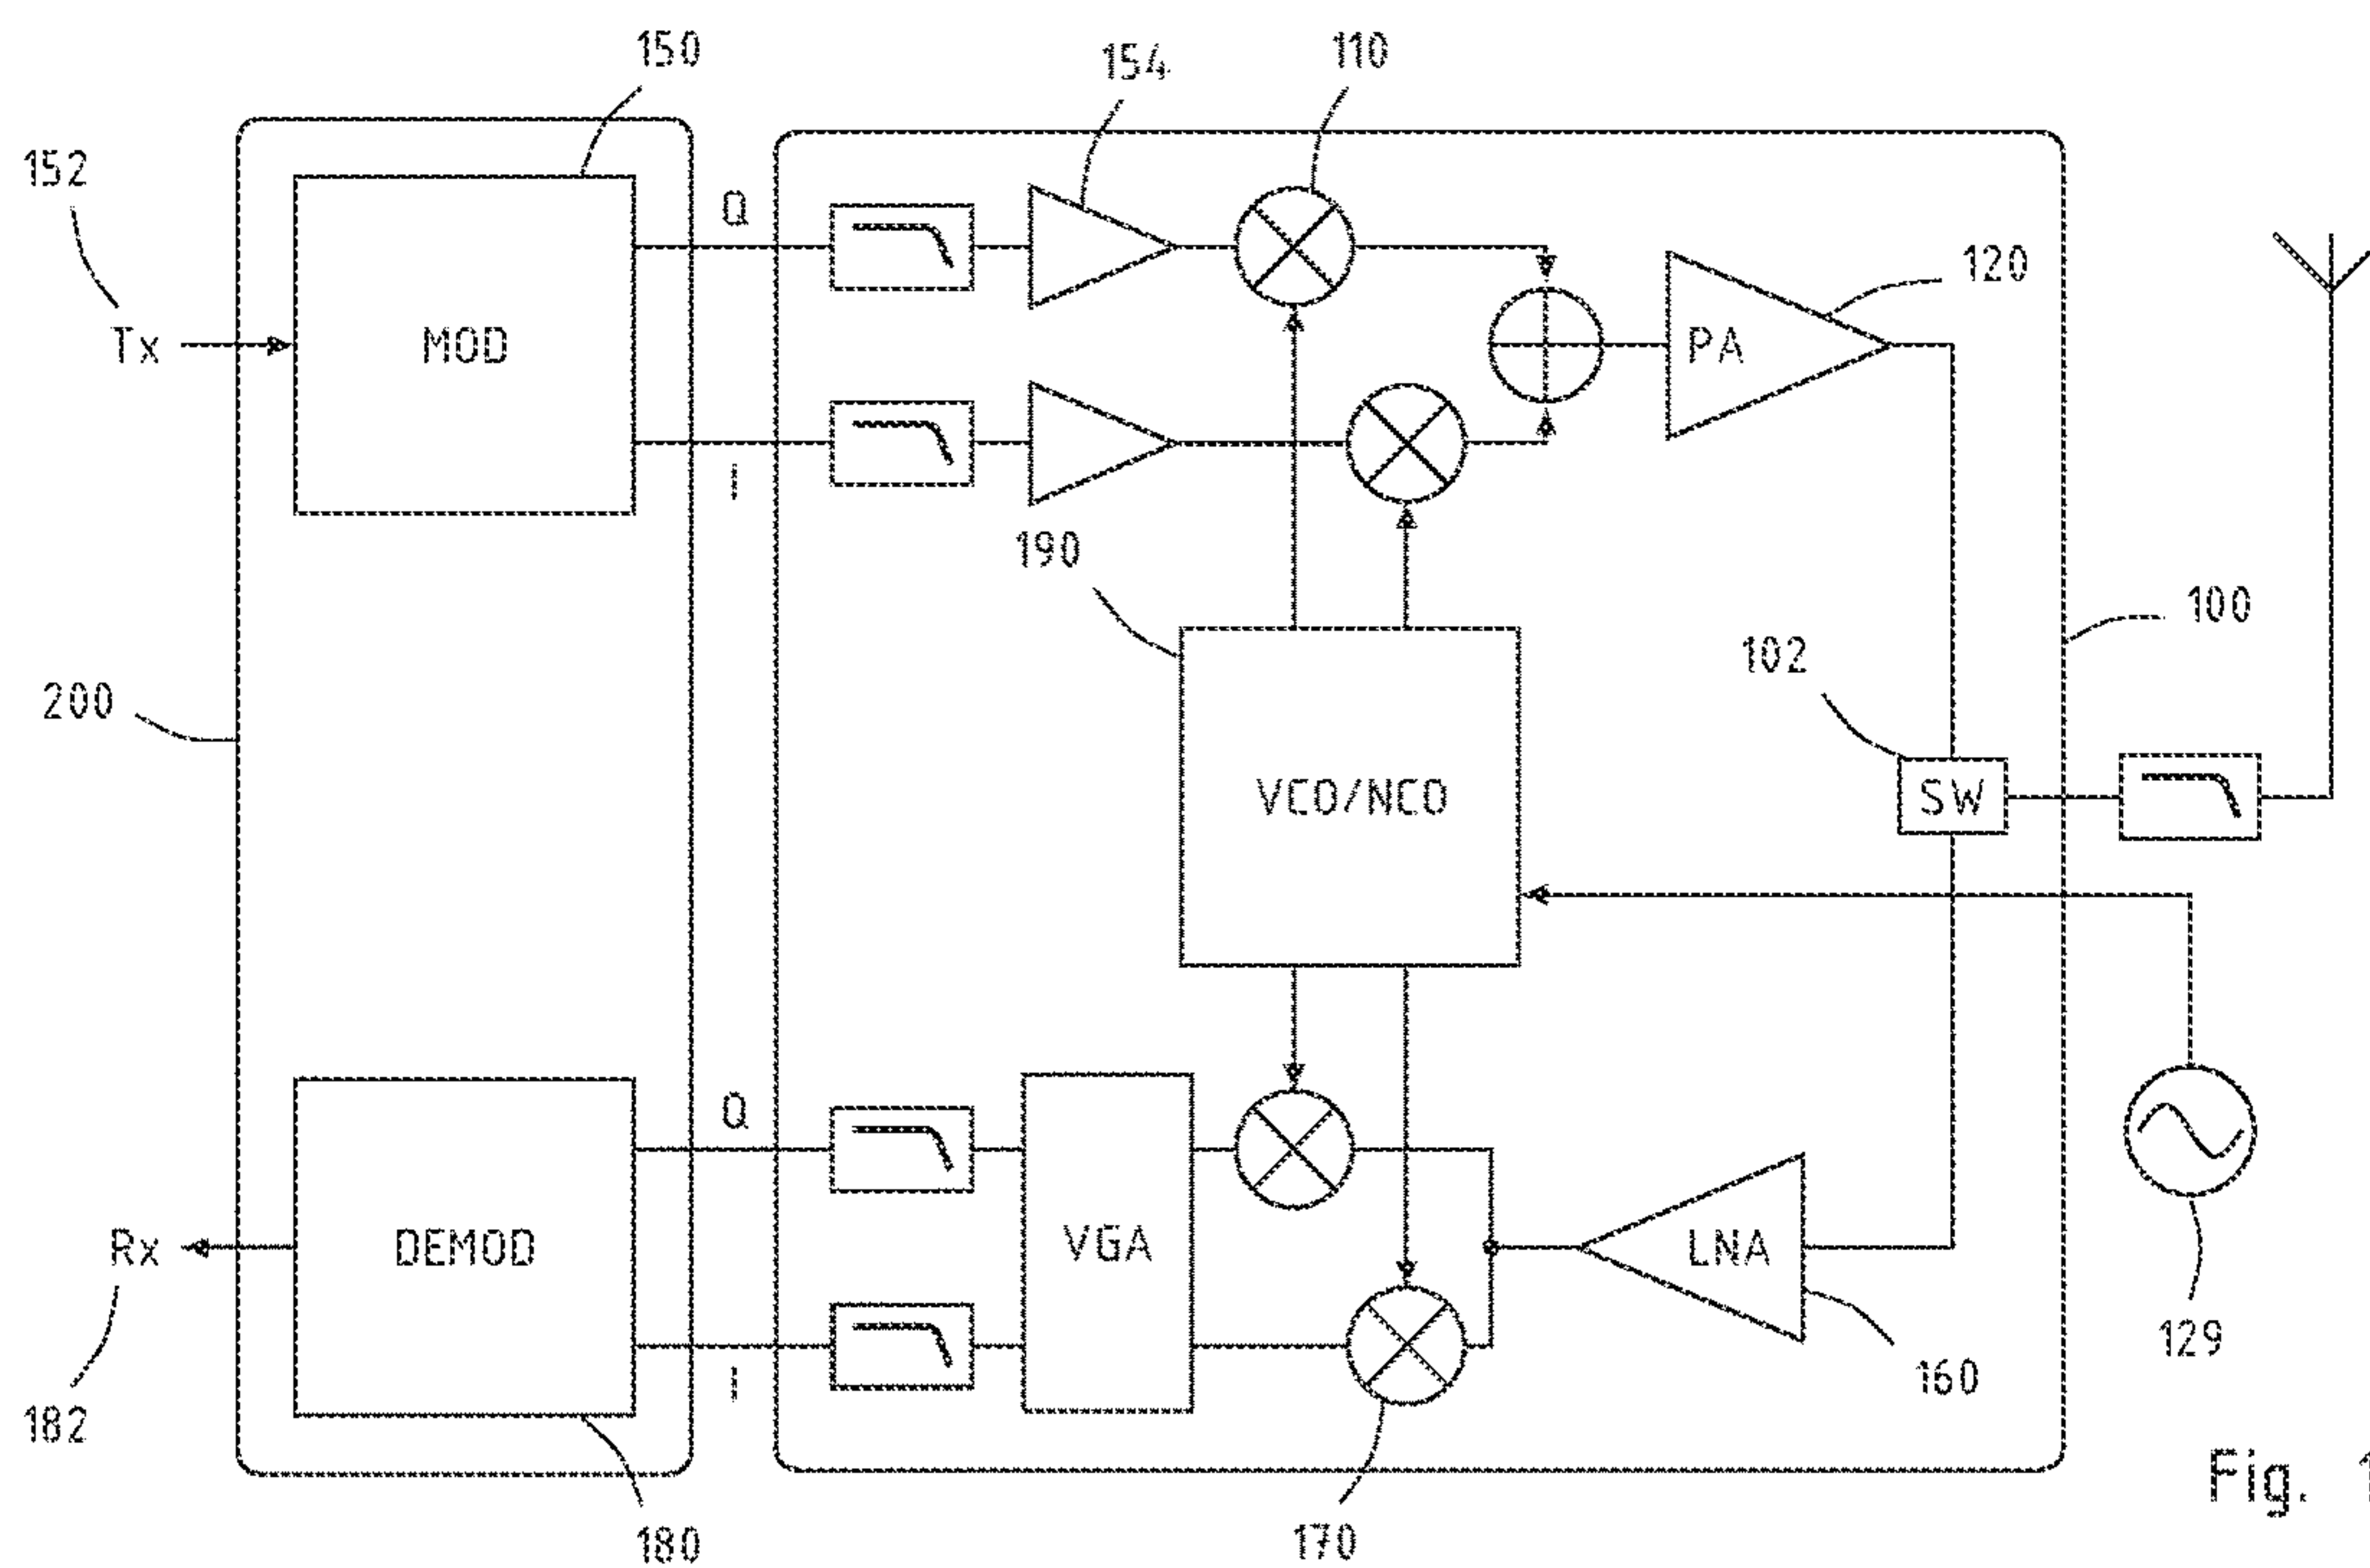 150
154
110
152
Q
120
Tx
MOD
PA
I
190
100
102
200
VCO/NCO
SW
Q
Rx
DEMOD
VGA
LNA
129
I
160
182
Fig. 1
180
170